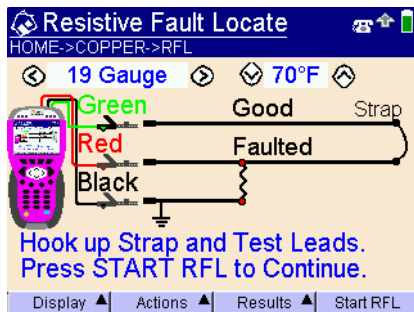 Resistive Fault Locate
HOME->COPPER->RFL
19 Gauge 70°F
Green Good Strap
Red Faulted
Black
Hook up Strap and Test Leads.
Press START RFL to Continue.
Display Actions Results Start RFL